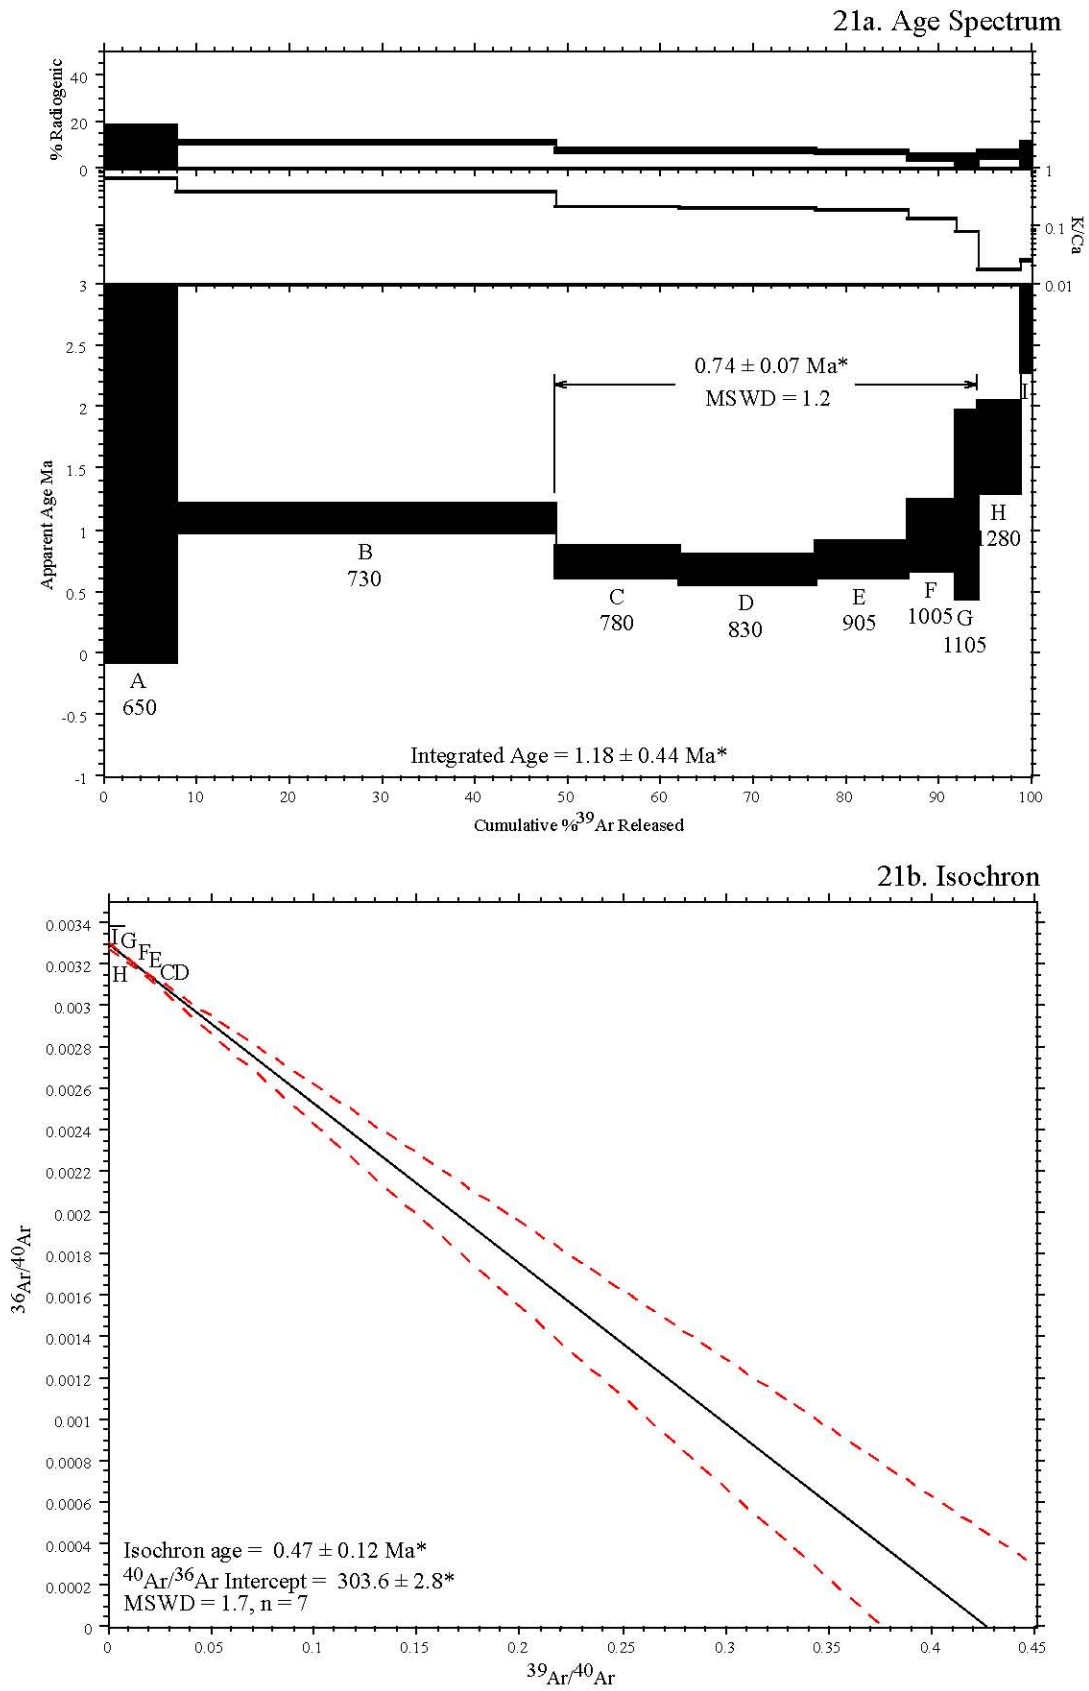 21a. Age Spectrum
% Radiogenic
40
20
0
1
0.1
0.01
K/Ca
Apparent Age Ma
3
2.5
2
1.5
1
0.5
0
-0.5
-1
0.74 ± 0.07 Ma*
MSWD = 1.2
A
650
B
730
C
780
D
830
E
905
F
1005
G
1105
H
1280
I
Integrated Age = 1.18 ± 0.44 Ma*
0 10 20 30 40 50 60 70 80 90 100
Cumulative %39Ar Released
21b. Isochron
36Ar/40Ar
0.0034
0.0032
0.003
0.0028
0.0026
0.0024
0.0022
0.002
0.0018
0.0016
0.0014
0.0012
0.001
0.0008
0.0006
0.0004
0.0002
0
I G F E C D
H
Isochron age = 0.47 ± 0.12 Ma*
40Ar/36Ar Intercept = 303.6 ± 2.8*
MSWD = 1.7, n = 7
0 0.05 0.1 0.15 0.2 0.25 0.3 0.35 0.4 0.45
39Ar/40Ar